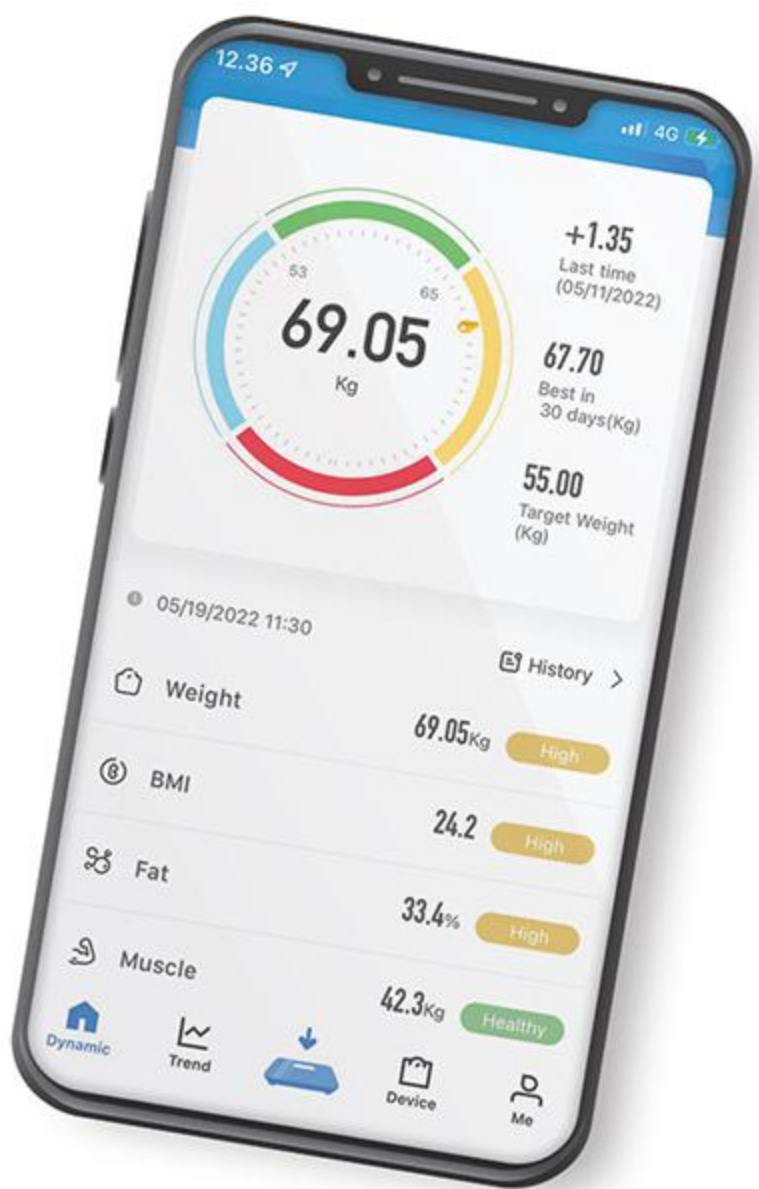 12.36
4G
53
65
69.05
Kg
+1.35
Last time
(05/11/2022)
67.70
Best in
30 days(Kg)
55.00
Target Weight
(Kg)
05/19/2022 11:30
History
Weight
69.05Kg
High
BMI
24.2
High
Fat
33.4%
High
Muscle
42.3Kg
Healthy
Dynamic
Trend
Device
Me